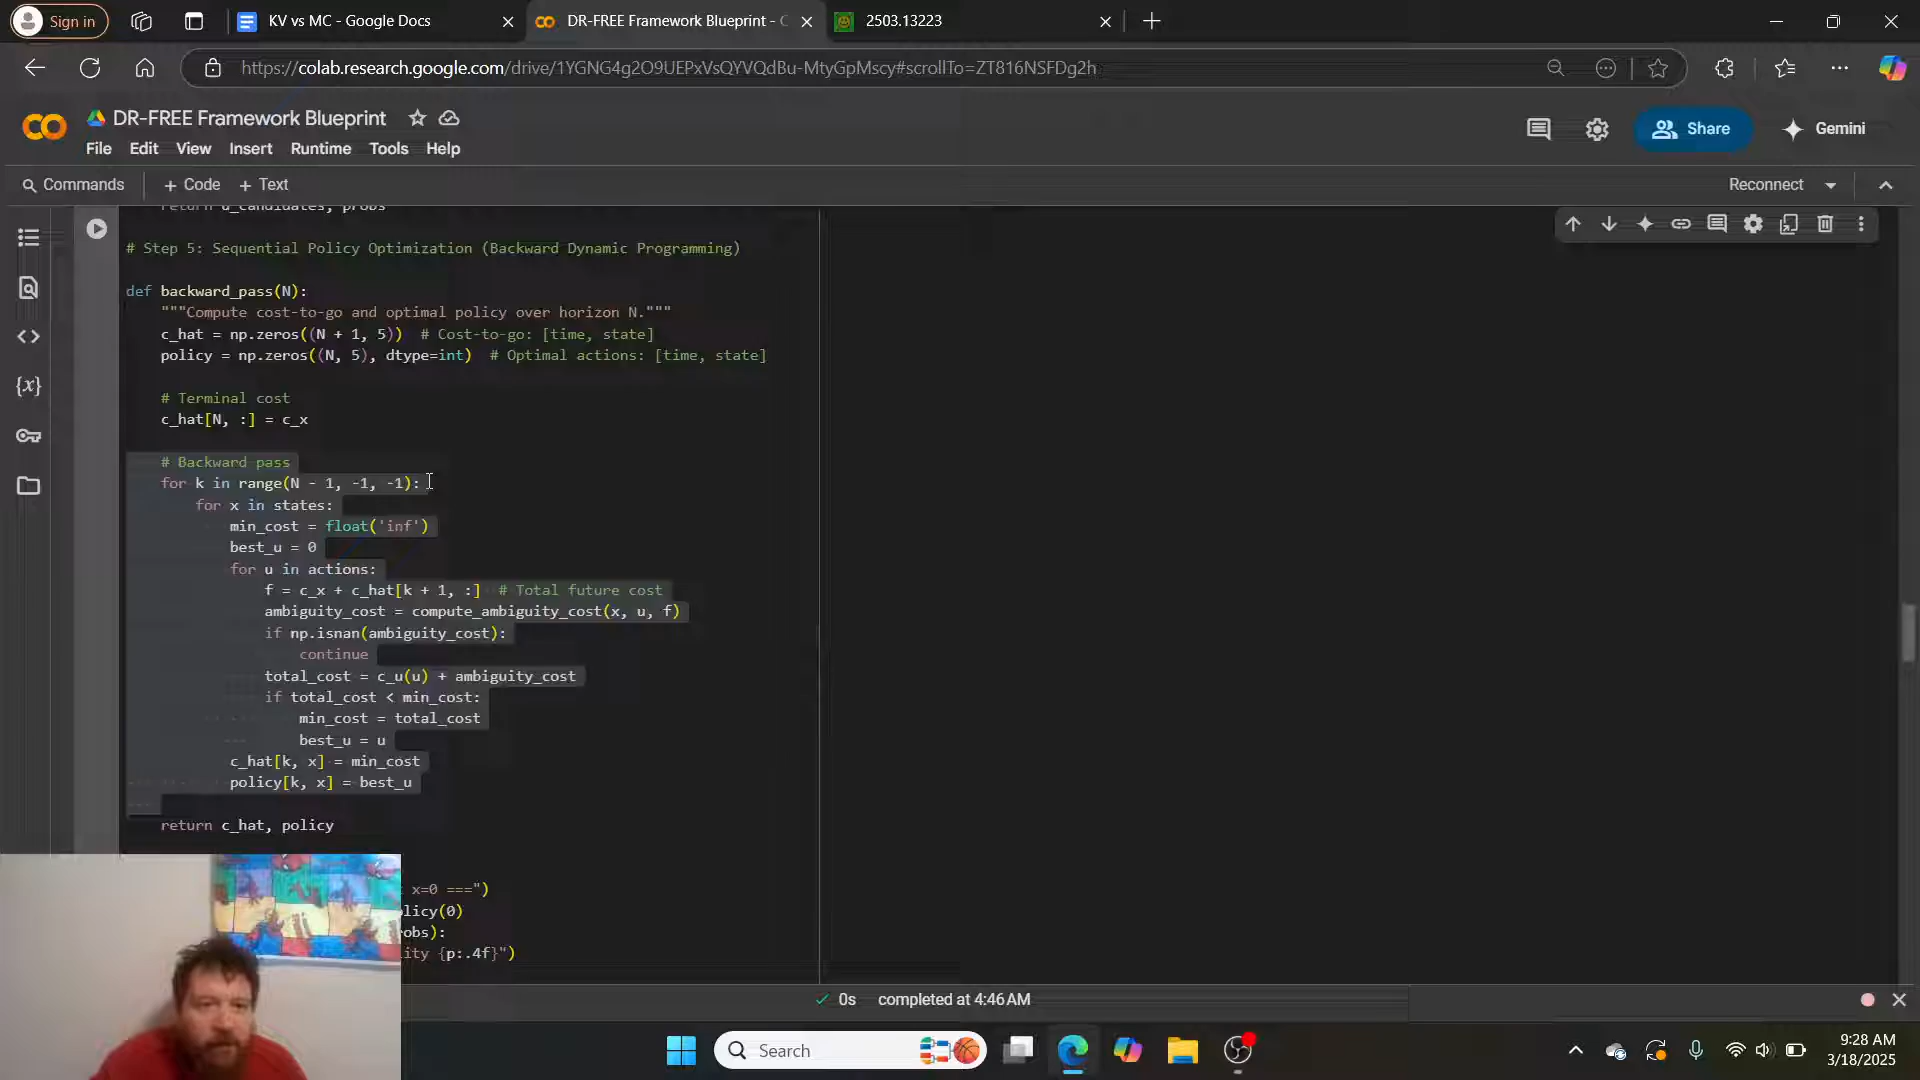 Sign in
KV vs MC - Google Docs
DR-FREE Framework Blueprint - C
2503.13223
https://colab.research.google.com/drive/1YGNG4g2O9UEPxVsQYVQdBu-MtyGpMscy#scrollTo=ZT816NSFDg2h
DR-FREE Framework Blueprint
File Edit View Insert Runtime Tools Help
Share
Gemini
Commands + Code + Text
Reconnect
return u_candidates, probs
# Step 5: Sequential Policy Optimization (Backward Dynamic Programming)
def backward_pass(N):
"""Compute cost-to-go and optimal policy over horizon N."""
c_hat = np.zeros((N + 1, 5)) # Cost-to-go: [time, state]
policy = np.zeros((N, 5), dtype=int) # Optimal actions: [time, state]
# Terminal cost
c_hat[N, :] = c_x
# Backward pass
for k in range(N - 1, -1, -1):
for x in states:
min_cost = float('inf')
best_u = 0
for u in actions:
f = c_x + c_hat[k + 1, :] # Total future cost
ambiguity_cost = compute_ambiguity_cost(x, u, f)
if np.isnan(ambiguity_cost):
continue
total_cost = c_u(u) + ambiguity_cost
if total_cost < min_cost:
min_cost = total_cost
best_u = u
c_hat[k, x] = min_cost
policy[k, x] = best_u
return c_hat, policy
x=0 ===")
licy(0)
robs):
ity {p:.4f}")
0s completed at 4:46 AM
Search
9:28 AM
3/18/2025